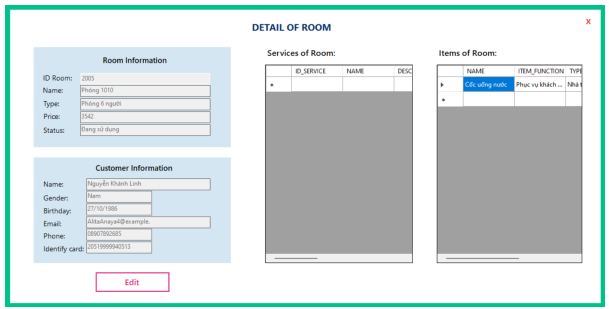 DETAIL OF ROOM
x
Room Information
ID Room: 2005
Name: Phòng 1010
Type: Phòng 6 người
Price: 3542
Status: Đang sử dụng
Customer Information
Name: Nguyễn Khánh Linh
Gender: Nam
Birthday: 27/10/1986
Email: AlitaAnaya4@example.
Phone: 08907892685
Identify card: 20519999940513
Edit
Services of Room:
ID_SERVICE NAME DESC
Items of Room:
NAME ITEM_FUNCTION TYPE
Cốc uống nước Phục vụ khách ... Nhà t